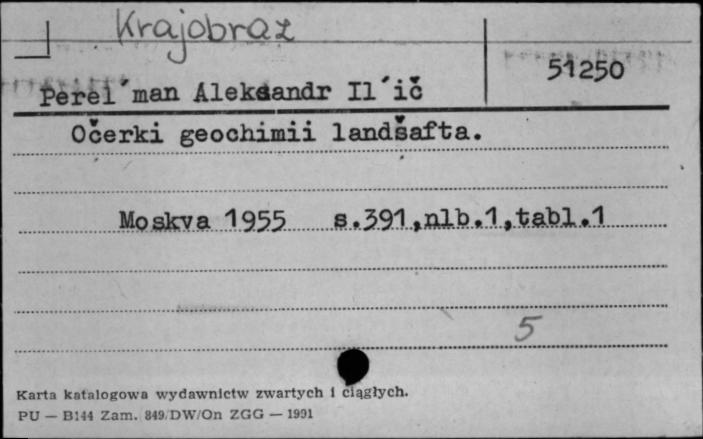 Krajobraz
51250
Perel´man Aleksandr Il´ič
Očerki geochimii landšafta.
Moskva 1955 s.391,nlb.1,tabl.1
5
Karta katalogowa wydawnictw zwartych i ciągłych.
PU — B144 Zam. 849/DW/On ZGG — 1991